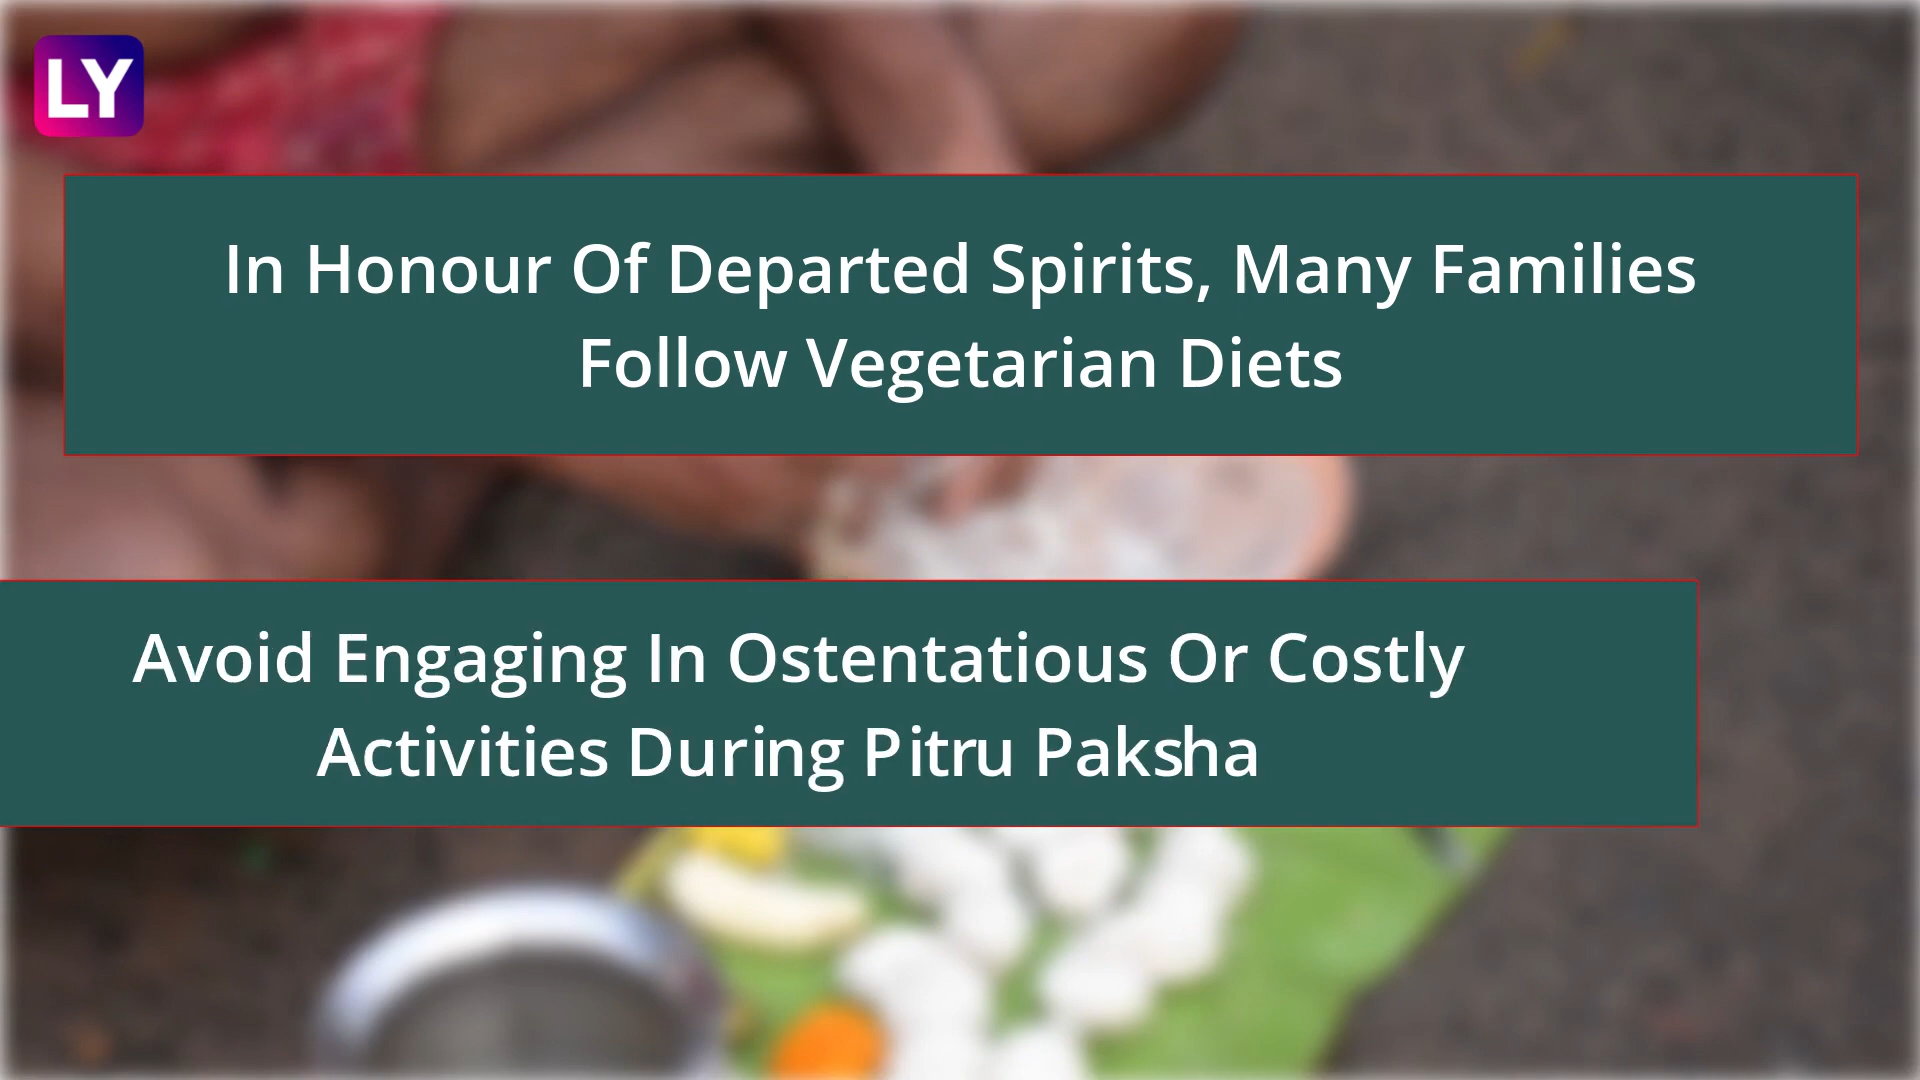 LY
In Honour Of Departed Spirits, Many Families
Follow Vegetarian Diets
Avoid Engaging In Ostentatious Or Costly
Activities During Pitru Paksha